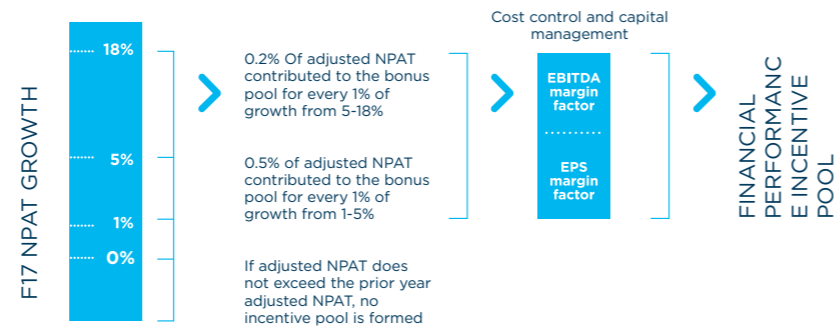 F17 NPAT GROWTH
18%
5%
1%
0%
0.2% Of adjusted NPAT
contributed to the bonus
pool for every 1% of
growth from 5-18%
0.5% of adjusted NPAT
contributed to the bonus
pool for every 1% of
growth from 1-5%
If adjusted NPAT does
not exceed the prior year
adjusted NPAT, no
incentive pool is formed
Cost control and capital
management
EBITDA
margin
factor
EPS
margin
factor
FINANCIAL
PERFORMANC
E INCENTIVE
POOL